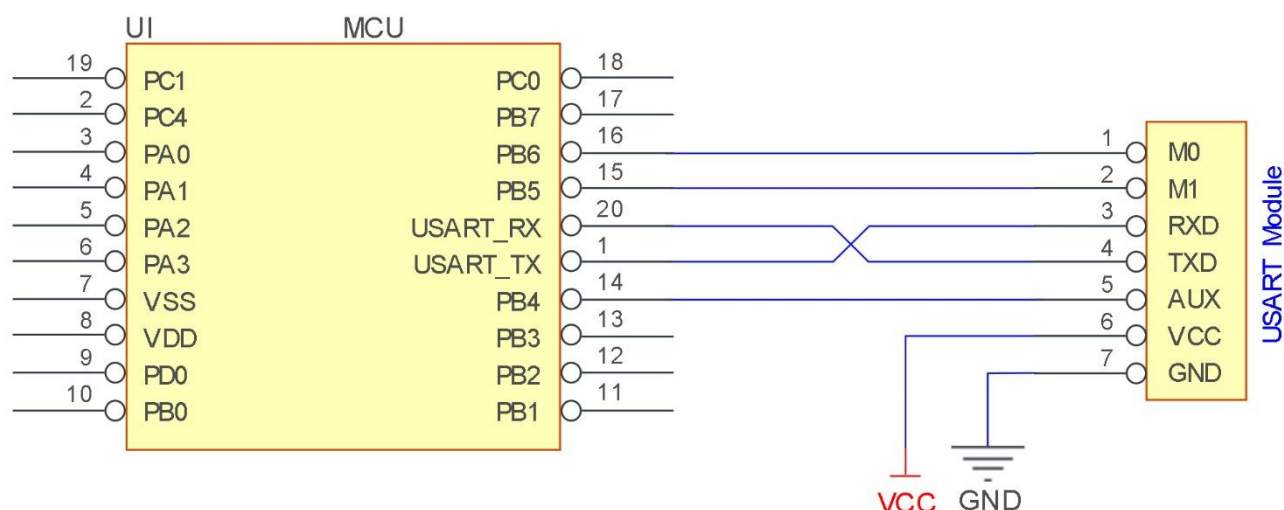 UI MCU
19 PC1 PC0 18
2 PC4 PB7 17
3 PA0 PB6 16
4 PA1 PB5 15
5 PA2 USART_RX 20
6 PA3 USART_TX 1
7 VSS PB4 14
8 VDD PB3 13
9 PD0 PB2 12
10 PB0 PB1 11
1 M0
2 M1
3 RXD
4 TXD
5 AUX
6 VCC
7 GND
USART Module
VCC GND